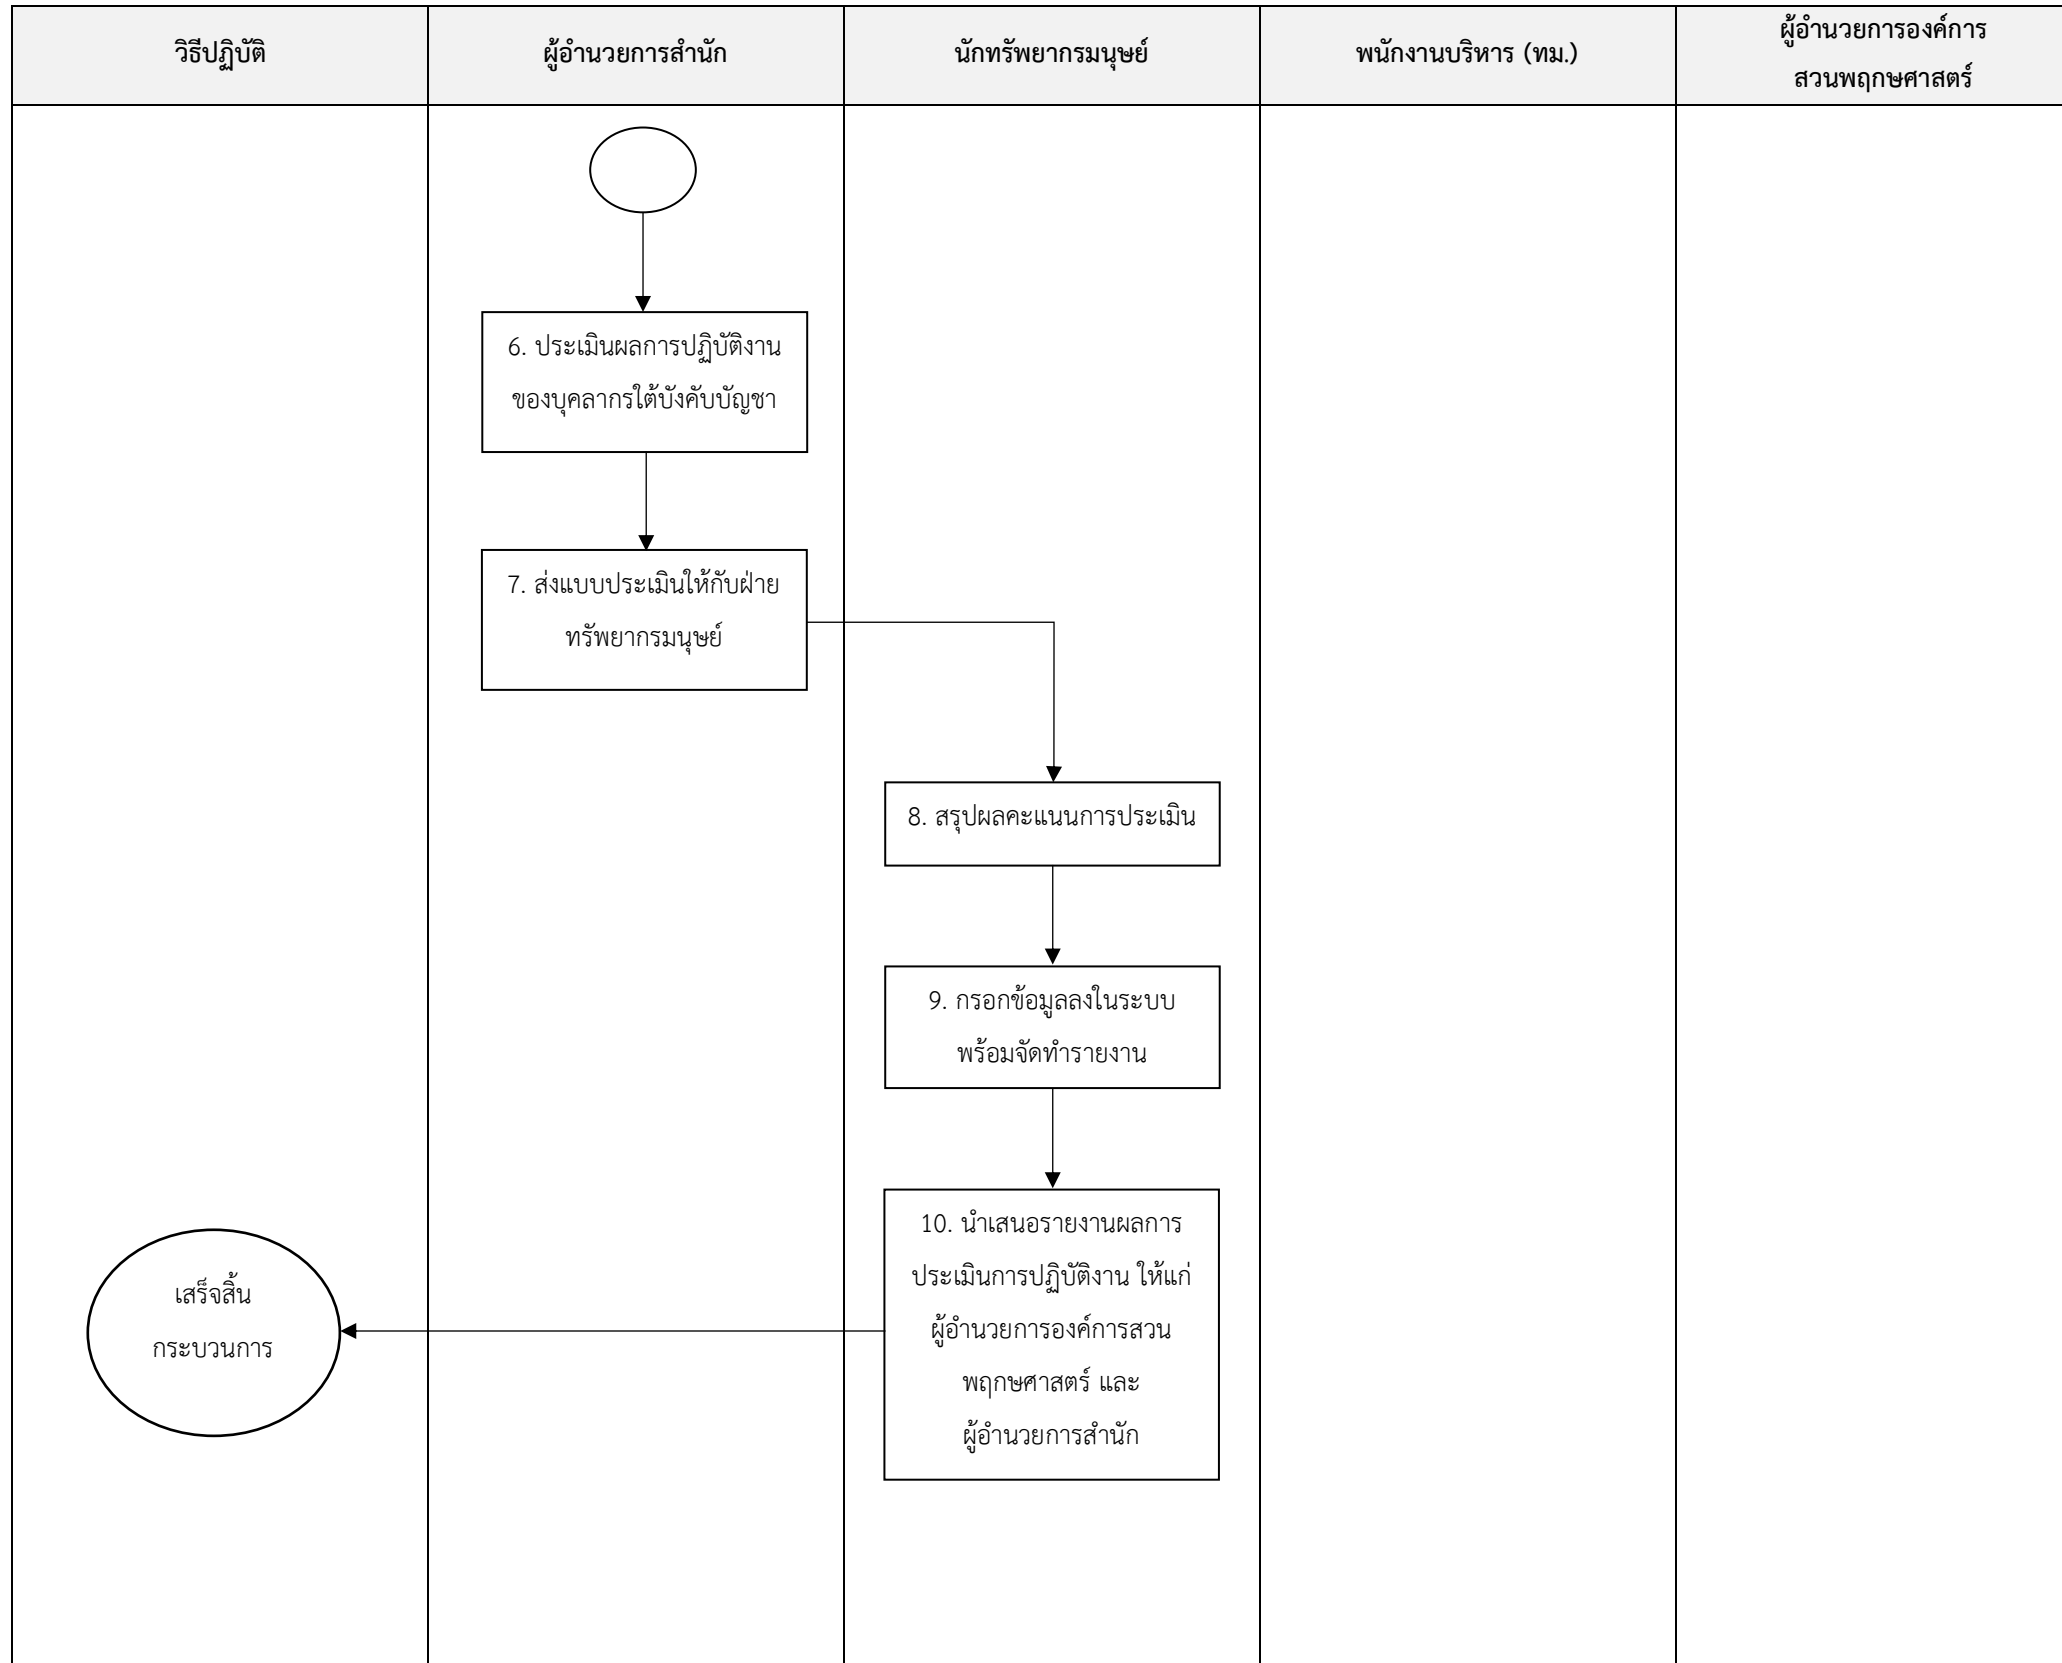 วิธีปฏิบัติ
ผู้อำนวยการสำนัก
นักทรัพยากรมนุษย์
พนักงานบริหาร (ทม.)
ผู้อำนวยการองค์การ
สวนพฤกษศาสตร์
6. ประเมินผลการปฏิบัติงาน
ของบุคลากรใต้บังคับบัญชา
7. ส่งแบบประเมินให้กับฝ่าย
ทรัพยากรมนุษย์
8. สรุปผลคะแนนการประเมิน
9. กรอกข้อมูลลงในระบบ
พร้อมจัดทำรายงาน
10. นำเสนอรายงานผลการ
ประเมินการปฏิบัติงาน ให้แก่
ผู้อำนวยการองค์การสวน
พฤกษศาสตร์ และ
ผู้อำนวยการสำนัก
เสร็จสิ้น
กระบวนการ